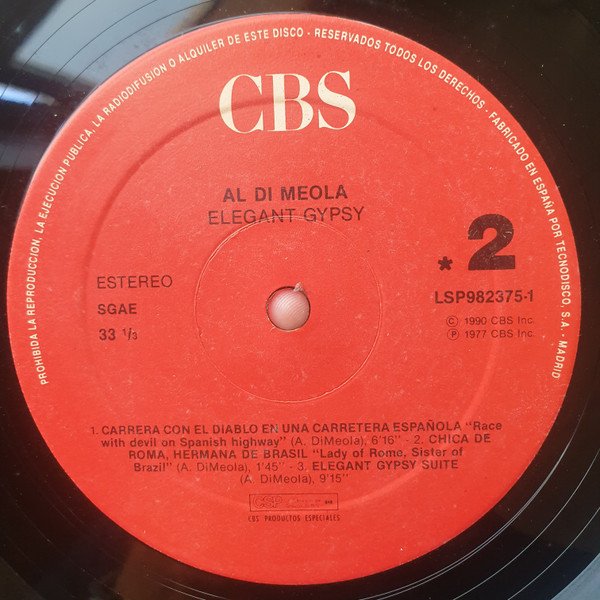 PROHIBIDA LA REPRODUCCION, LA EJECUCION PUBLICA, LA RADIODIFUSION O ALQUILER DE ESTE DISCO - RESERVADOS TODOS LOS DERECHOS - FABRICADO EN ESPAÑA POR TECNODISCO, S.A. - MADRID
CBS
AL DI MEOLA
ELEGANT GYPSY
* 2
ESTEREO
LSP982375-1
SGAE
© 1990 CBS Inc.
33 1/3
℗ 1977 CBS Inc.
1. CARRERA CON EL DIABLO EN UNA CARRETERA ESPAÑOLA "Race
with devil on Spanish highway" (A. DiMeola), 6'16" - 2. CHICA DE
ROMA, HERMANA DE BRASIL "Lady of Rome, Sister of
Brazil" (A. DiMeola), 1'45" - 3. ELEGANT GYPSY SUITE
(A. DiMeola), 9'15"
CSP
CBS PRODUCTOS ESPECIALES